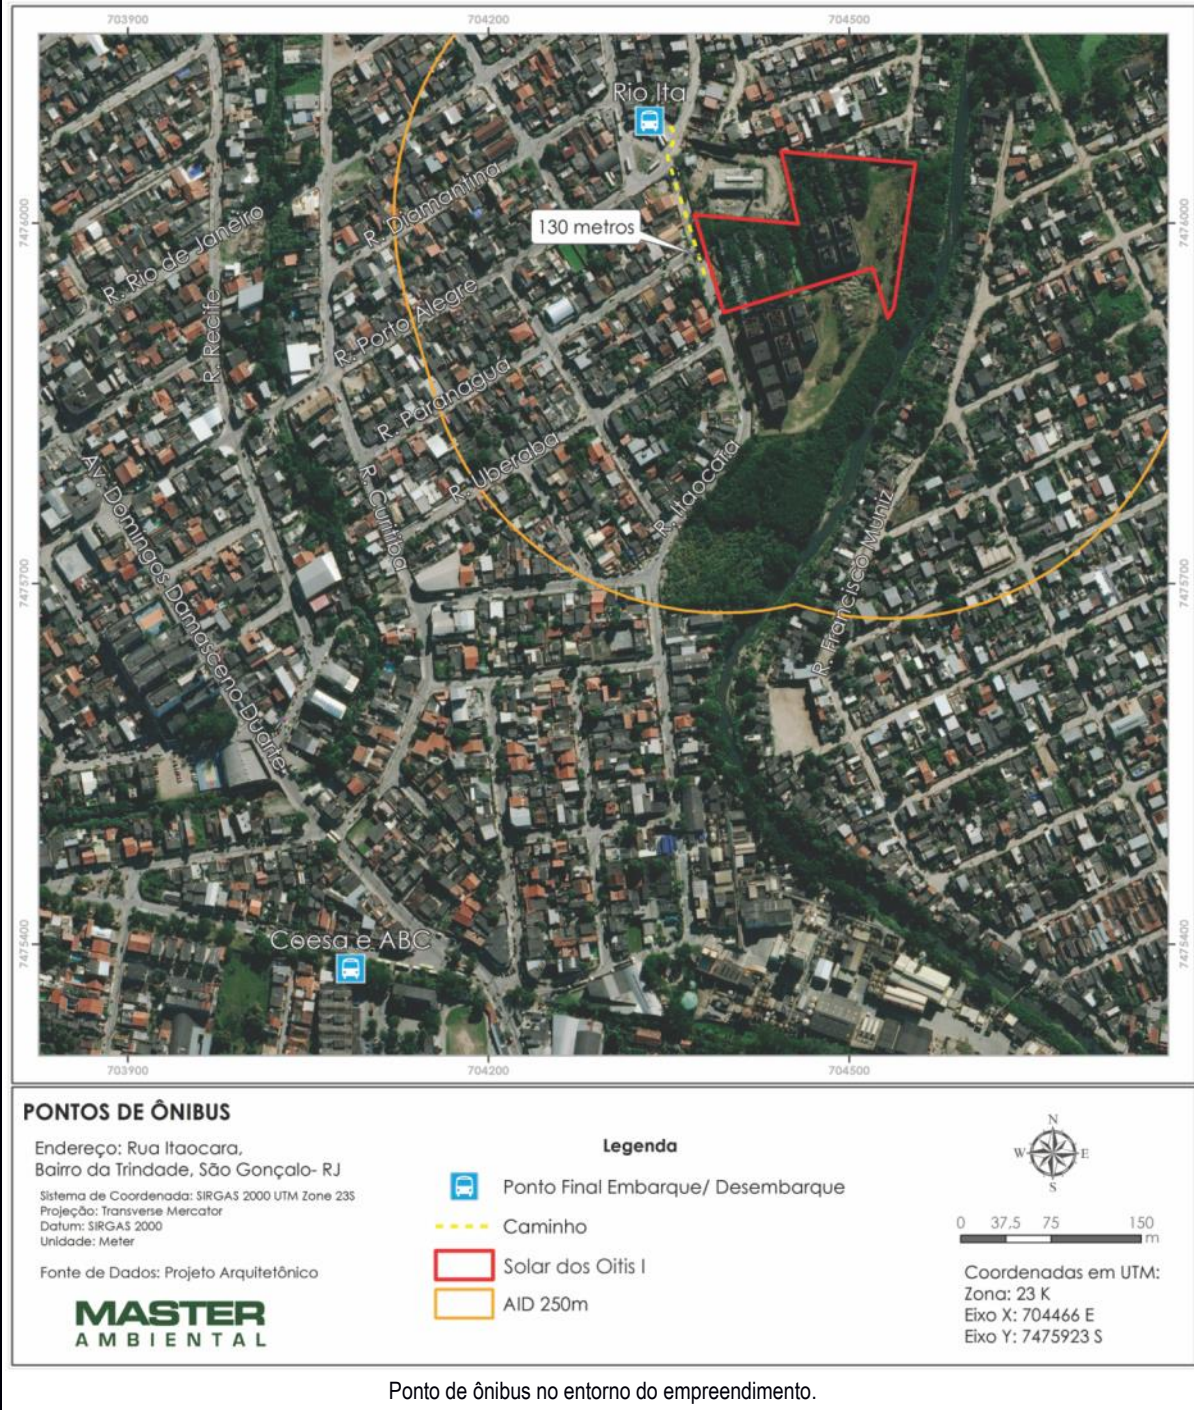 703900 704200 704500
Rio Ita
7476000
7476000
R. Diamantina
130 metros
R. Rio de Janeiro
R. Recife
R. Porto Alegre
R. Paranaguá
R. Uberaba
R. Itaocara
Av. Domingos Damasceno Duarte
R. Curitiba
R. Francisco Muniz
7475700
7475700
7475400
7475400
Coesa e ABC
703900 704200 704500
PONTOS DE ÔNIBUS
Endereço: Rua Itaocara,
Bairro da Trindade, São Gonçalo- RJ
Sistema de Coordenada: SIRGAS 2000 UTM Zone 23S
Projeção: Transverse Mercator
Datum: SIRGAS 2000
Unidade: Meter
Fonte de Dados: Projeto Arquitetônico
MASTER
AMBIENTAL
Legenda
Ponto Final Embarque/ Desembarque
Caminho
Solar dos Oitis I
AID 250m
N
W E
S
0 37,5 75 150
m
Coordenadas em UTM:
Zona: 23 K
Eixo X: 704466 E
Eixo Y: 7475923 S
Ponto de ônibus no entorno do empreendimento.